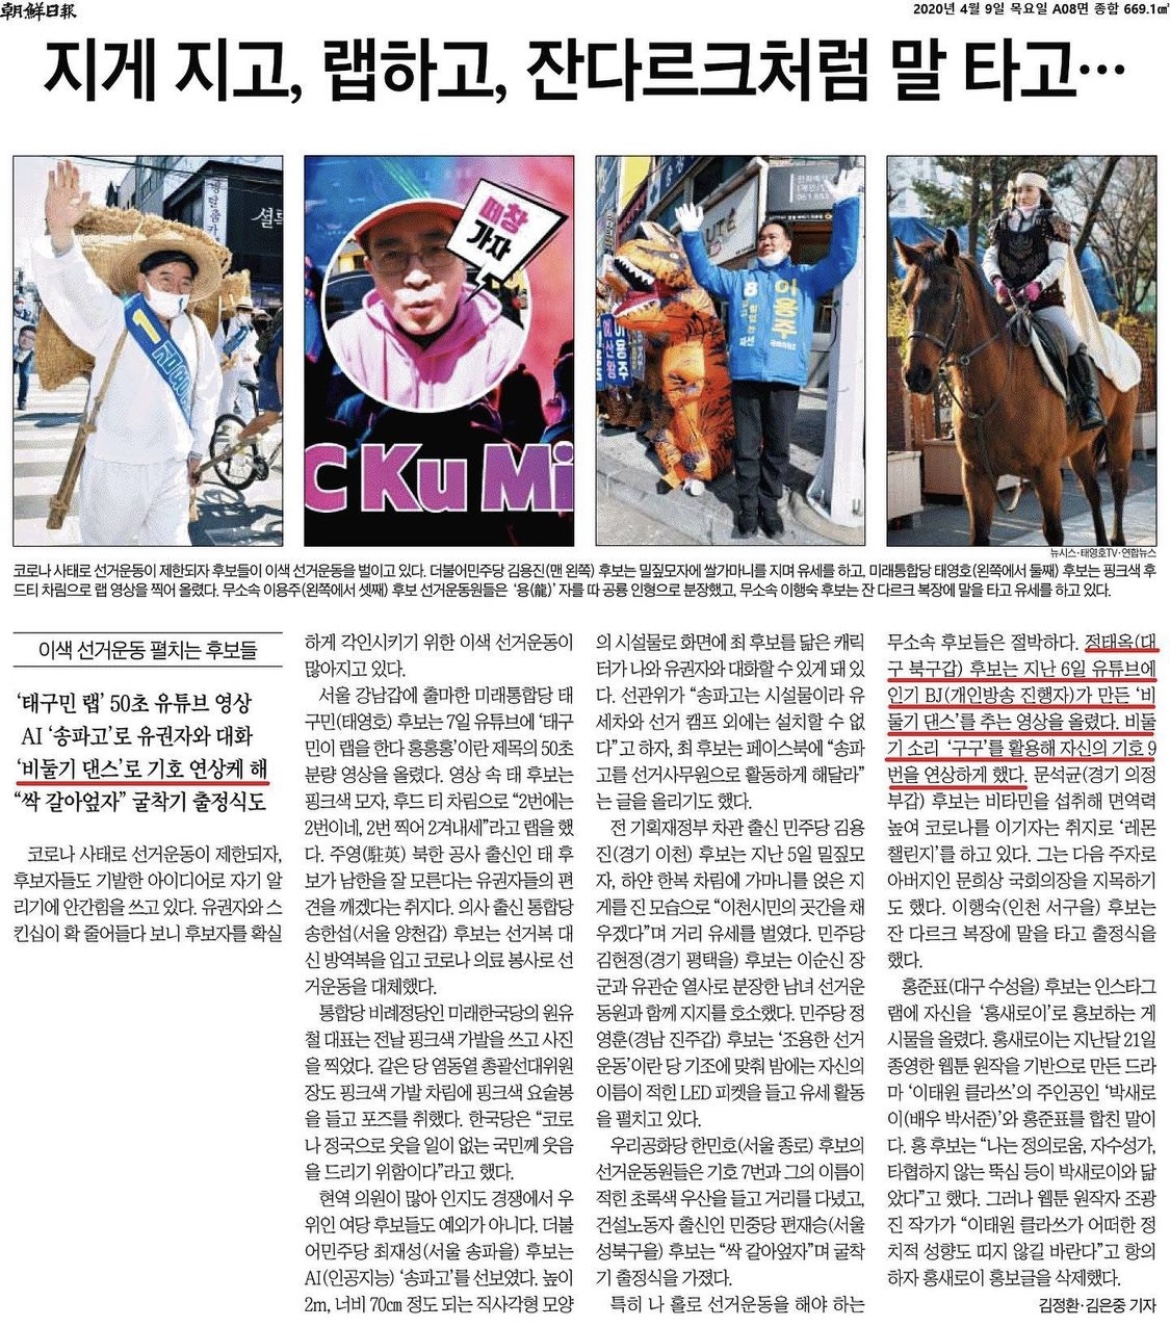 朝鮮日報
2020년 4월 9일 목요일 A08면 종합 669.1㎠
지게 지고, 랩하고, 잔다르크처럼 말 타고…
1
떼창
가자
C Ku Mi
8
이용주
뉴시스·태영호TV·연합뉴스
코로나 사태로 선거운동이 제한되자 후보들이 이색 선거운동을 벌이고 있다. 더불어민주당 김용진(맨 왼쪽) 후보는 밀짚모자에 쌀가마니를 지며 유세를 하고, 미래통합당 태영호(왼쪽에서 둘째) 후보는 핑크색 후
드티 차림으로 랩 영상을 찍어 올렸다. 무소속 이용주(왼쪽에서 셋째) 후보 선거운동원들은 ‘용(龍)’ 자를 따 공룡 인형으로 분장했고, 무소속 이행숙 후보는 잔 다르크 복장에 말을 타고 유세를 하고 있다.
이색 선거운동 펼치는 후보들
‘태구민 랩’ 50초 유튜브 영상
AI ‘송파고’로 유권자와 대화
‘비둘기 댄스’로 기호 연상케 해
“싹 갈아엎자” 굴착기 출정식도
코로나 사태로 선거운동이 제한되자,
후보자들도 기발한 아이디어로 자기 알
리기에 안간힘을 쓰고 있다. 유권자와 스
킨십이 확 줄어들다 보니 후보자를 확실
하게 각인시키기 위한 이색 선거운동이
많아지고 있다.
서울 강남갑에 출마한 미래통합당 태
구민(태영호) 후보는 7일 유튜브에 ‘태구
민이 랩을 한다 홍홍홍’이란 제목의 50초
분량 영상을 올렸다. 영상 속 태 후보는
핑크색 모자, 후드 티 차림으로 “2번에는
2번이네, 2번 찍어 2겨내세”라고 랩을 했
다. 주영(駐英) 북한 공사 출신인 태 후
보가 남한을 잘 모른다는 유권자들의 편
견을 깨겠다는 취지다. 의사 출신 통합당
송한섭(서울 양천갑) 후보는 선거복 대
신 방역복을 입고 코로나 의료 봉사로 선
거운동을 대체했다.
통합당 비례정당인 미래한국당의 원유
철 대표는 전날 핑크색 가발을 쓰고 사진
을 찍었다. 같은 당 염동열 총괄선대위원
장도 핑크색 가발 차림에 핑크색 요술봉
을 들고 포즈를 취했다. 한국당은 “코로
나 정국으로 웃을 일이 없는 국민께 웃음
을 드리기 위함이다”라고 했다.
현역 의원이 많아 인지도 경쟁에서 우
위인 여당 후보들도 예외가 아니다. 더불
어민주당 최재성(서울 송파을) 후보는
AI(인공지능) ‘송파고’를 선보였다. 높이
2m, 너비 70㎝ 정도 되는 직사각형 모양
의 시설물로 화면에 최 후보를 닮은 캐릭
터가 나와 유권자와 대화할 수 있게 돼 있
다. 선관위가 “송파고는 시설물이라 유
세차와 선거 캠프 외에는 설치할 수 없
다”고 하자, 최 후보는 페이스북에 “송파
고를 선거사무원으로 활동하게 해달라”
는 글을 올리기도 했다.
전 기획재정부 차관 출신 민주당 김용
진(경기 이천) 후보는 지난 5일 밀짚모
자, 하얀 한복 차림에 가마니를 얹은 지
게를 진 모습으로 “이천시민의 곳간을 채
우겠다”며 거리 유세를 벌였다. 민주당
김현정(경기 평택을) 후보는 이순신 장
군과 유관순 열사로 분장한 남녀 선거운
동원과 함께 지지를 호소했다. 민주당 정
영훈(경남 진주갑) 후보는 ‘조용한 선거
운동’이란 당 기조에 맞춰 밤에는 자신의
이름이 적힌 LED 피켓을 들고 유세 활동
을 펼치고 있다.
우리공화당 한민호(서울 종로) 후보의
선거운동원들은 기호 7번과 그의 이름이
적힌 초록색 우산을 들고 거리를 다녔고,
건설노동자 출신인 민중당 편재승(서울
성북구을) 후보는 “싹 갈아엎자”며 굴착
기 출정식을 가졌다.
특히 나 홀로 선거운동을 해야 하는
무소속 후보들은 절박하다. 정태옥(대
구 북구갑) 후보는 지난 6일 유튜브에
인기 BJ(개인방송 진행자)가 만든 ‘비
둘기 댄스’를 추는 영상을 올렸다. 비둘
기 소리 ‘구구’를 활용해 자신의 기호 9
번을 연상하게 했다. 문석균(경기 의정
부갑) 후보는 비타민을 섭취해 면역력
높여 코로나를 이기자는 취지로 ‘레몬
챌린지’를 하고 있다. 그는 다음 주자로
아버지인 문희상 국회의장을 지목하기
도 했다. 이행숙(인천 서구을) 후보는
잔 다르크 복장에 말을 타고 출정식을
했다.
홍준표(대구 수성을) 후보는 인스타그
램에 자신을 ‘홍새로이’로 홍보하는 게
시물을 올렸다. 홍새로이는 지난달 21일
종영한 웹툰 원작을 기반으로 만든 드라
마 ‘이태원 클라쓰’의 주인공인 ‘박새로
이(배우 박서준)’와 홍준표를 합친 말이
다. 홍 후보는 “나는 정의로움, 자수성가,
타협하지 않는 뚝심 등이 박새로이와 닮
았다”고 했다. 그러나 웹툰 원작자 조광
진 작가가 “이태원 클라쓰가 어떠한 정
치적 성향도 띠지 않길 바란다”고 항의
하자 홍새로이 홍보글을 삭제했다.
김정환·김은중 기자